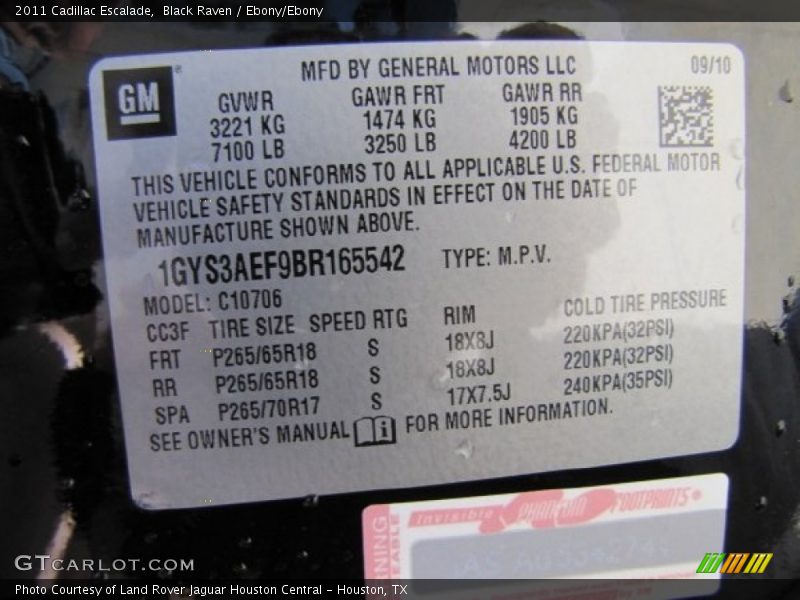 2011 Cadillac Escalade, Black Raven / Ebony/Ebony
GM
MFD BY GENERAL MOTORS LLC 09/10
GVWR GAWR FRT GAWR RR
3221 KG 1474 KG 1905 KG
7100 LB 3250 LB 4200 LB
THIS VEHICLE CONFORMS TO ALL APPLICABLE U.S. FEDERAL MOTOR
VEHICLE SAFETY STANDARDS IN EFFECT ON THE DATE OF
MANUFACTURE SHOWN ABOVE.
1GYS3AEF9BR165542 TYPE: M.P.V.
MODEL: C10706
CC3F TIRE SIZE SPEED RTG RIM COLD TIRE PRESSURE
FRT P265/65R18 S 18X8J 220KPA(32PSI)
RR P265/65R18 S 18X8J 220KPA(32PSI)
SPA P265/70R17 S 17X7.5J 240KPA(35PSI)
SEE OWNER'S MANUAL i FOR MORE INFORMATION.
Invisible PHANTOM FOOTPRINTS®
GTCARLOT.COM
Photo Courtesy of Land Rover Jaguar Houston Central - Houston, TX